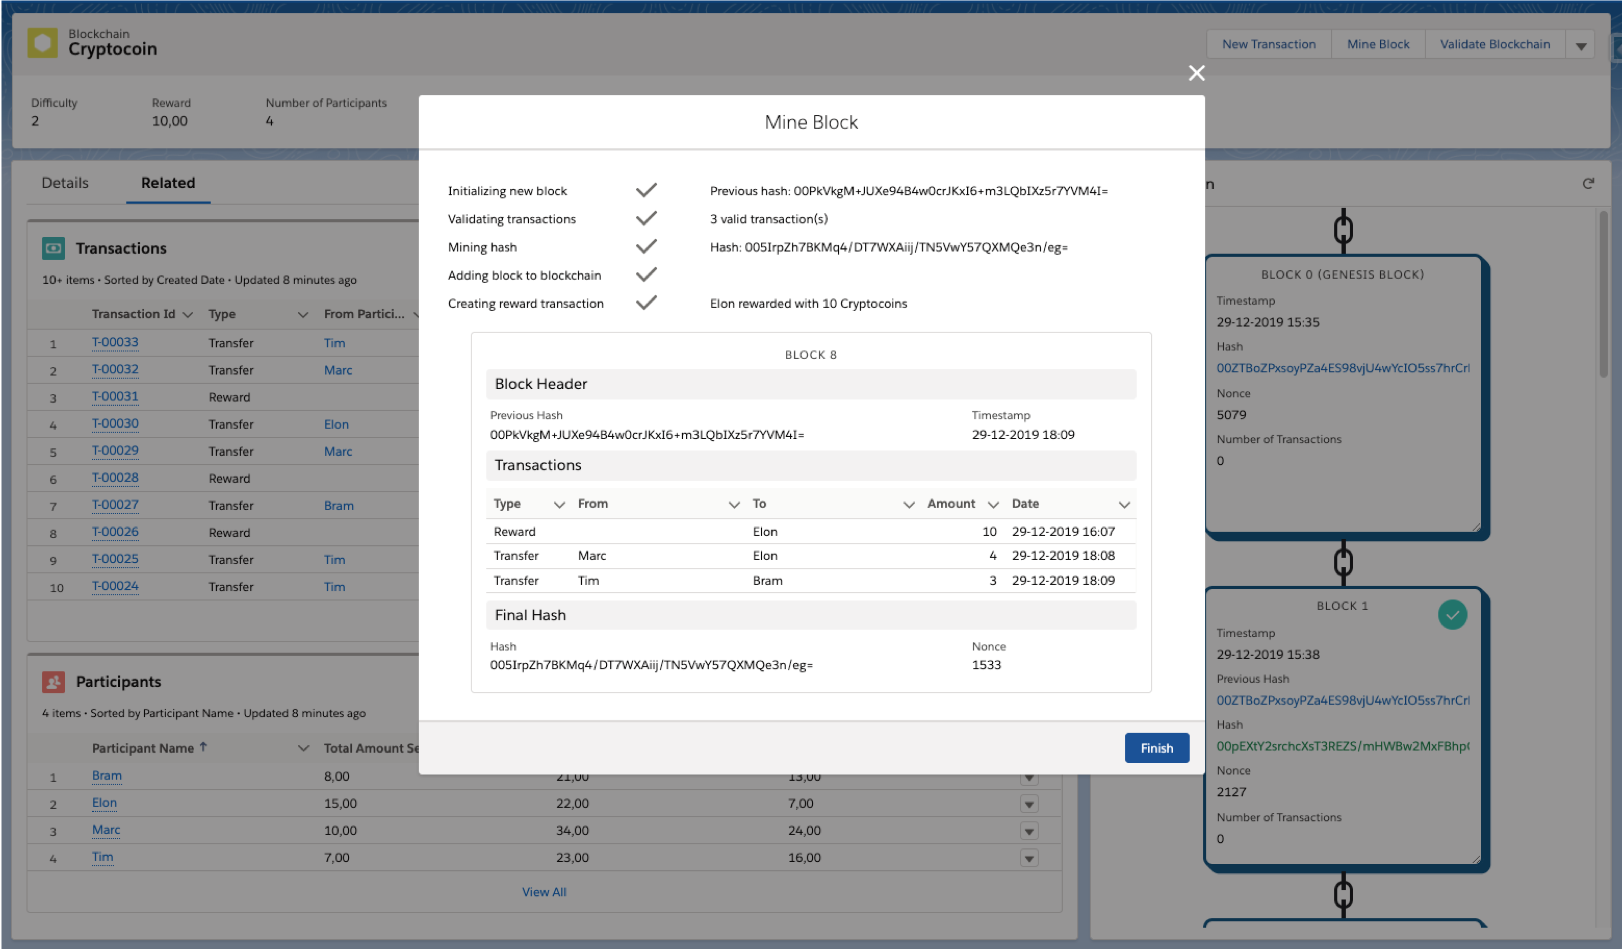 Blockchain
Cryptocoin
New Transaction
Mine Block
Validate Blockchain
Difficulty
2
Reward
10,00
Number of Participants
4
Details
Related
Transactions
10+ items • Sorted by Created Date • Updated 8 minutes ago
Transaction Id Type From Partici...
1 T-00033 Transfer Tim
2 T-00032 Transfer Marc
3 T-00031 Reward
4 T-00030 Transfer Elon
5 T-00029 Transfer Marc
6 T-00028 Reward
7 T-00027 Transfer Bram
8 T-00026 Reward
9 T-00025 Transfer Tim
10 T-00024 Transfer Tim
Participants
4 items • Sorted by Participant Name • Updated 8 minutes ago
Participant Name Total Amount Se
1 Bram 8,00 21,00 13,00
2 Elon 15,00 22,00 7,00
3 Marc 10,00 34,00 24,00
4 Tim 7,00 23,00 16,00
View All
Mine Block
Initializing new block Previous hash: 00PkVkgM+JUXe94B4w0crJKxI6+m3LQbIXz5r7YVM4I=
Validating transactions 3 valid transaction(s)
Mining hash Hash: 005IrpZh7BKMq4/DT7WXAiij/TN5VwY57QXMQe3n/eg=
Adding block to blockchain
Creating reward transaction Elon rewarded with 10 Cryptocoins
BLOCK 8
Block Header
Previous Hash Timestamp
00PkVkgM+JUXe94B4w0crJKxI6+m3LQbIXz5r7YVM4I= 29-12-2019 18:09
Transactions
Type From To Amount Date
Reward Elon 10 29-12-2019 16:07
Transfer Marc Elon 4 29-12-2019 18:08
Transfer Tim Bram 3 29-12-2019 18:09
Final Hash
Hash Nonce
005IrpZh7BKMq4/DT7WXAiij/TN5VwY57QXMQe3n/eg= 1533
Finish
n
BLOCK 0 (GENESIS BLOCK)
Timestamp
29-12-2019 15:35
Hash
00ZTBoZPxsoyPZa4ES98vjU4wYcIO5ss7hrCrl
Nonce
5079
Number of Transactions
0
BLOCK 1
Timestamp
29-12-2019 15:38
Previous Hash
00ZTBoZPxsoyPZa4ES98vjU4wYcIO5ss7hrCrl
Hash
00pEXtY2srchcXsT3REZS/mHWBw2MxFBhp
Nonce
2127
Number of Transactions
0